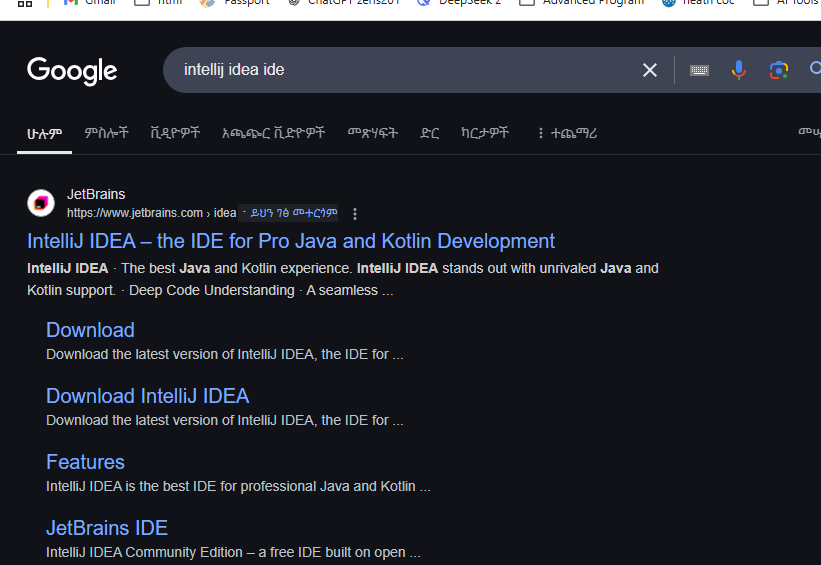 Gmail html Passport ChatGPT zeris201 DeepSeek 2 Advanced Program heath coc AI Tools
Google
intellij idea ide
ሁሉም ምስሎች ቪዲዮዎች አጫጭር ቪድዮዎች መጽሃፍት ድር ካርታዎች ⋮ ተጨማሪ
JetBrains
https://www.jetbrains.com › idea · ይህን ገፅ መተርጎም
IntelliJ IDEA – the IDE for Pro Java and Kotlin Development
IntelliJ IDEA · The best Java and Kotlin experience. IntelliJ IDEA stands out with unrivaled Java and
Kotlin support. · Deep Code Understanding · A seamless ...
Download
Download the latest version of IntelliJ IDEA, the IDE for ...
Download IntelliJ IDEA
Download the latest version of IntelliJ IDEA, the IDE for ...
Features
IntelliJ IDEA is the best IDE for professional Java and Kotlin ...
JetBrains IDE
IntelliJ IDEA Community Edition – a free IDE built on open ...